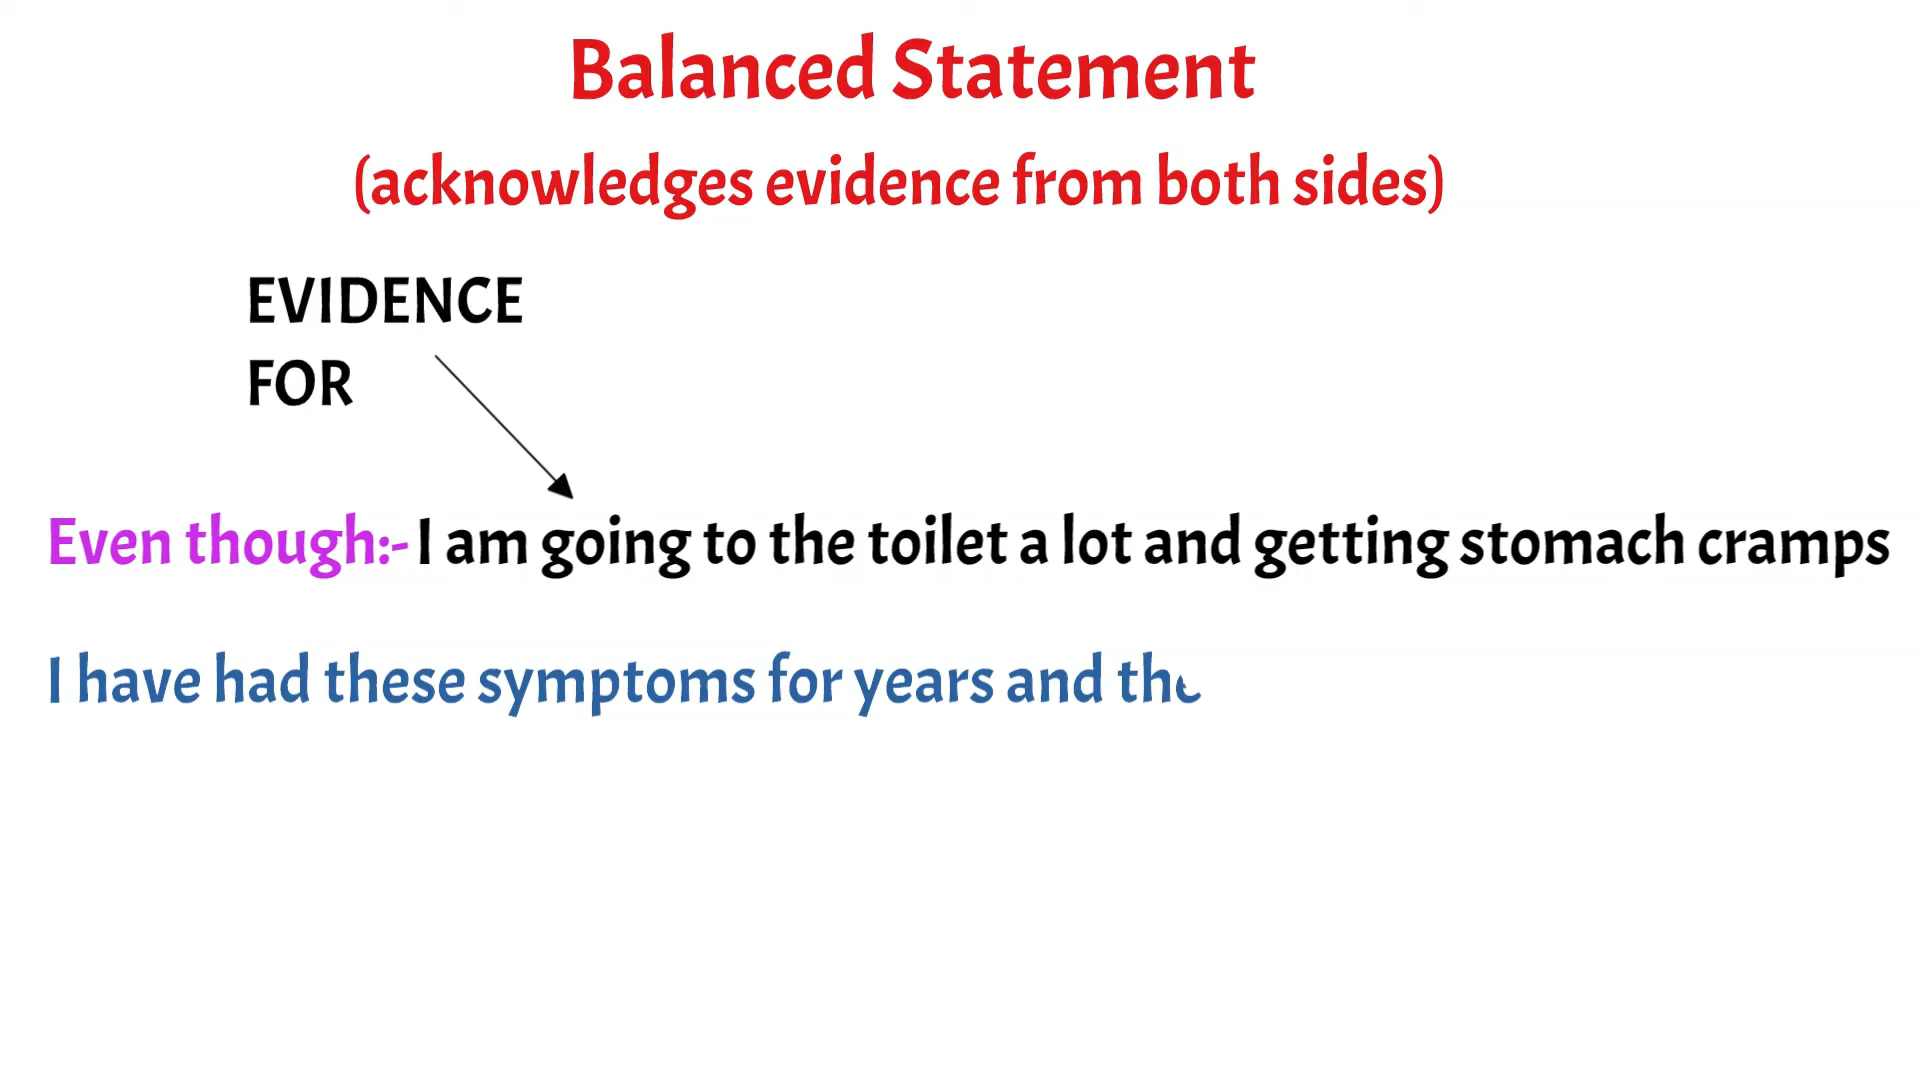 Balanced Statement
(acknowledges evidence from both sides)
EVIDENCE
FOR
Even though:- I am going to the toilet a lot and getting stomach cramps
I have had these symptoms for years and